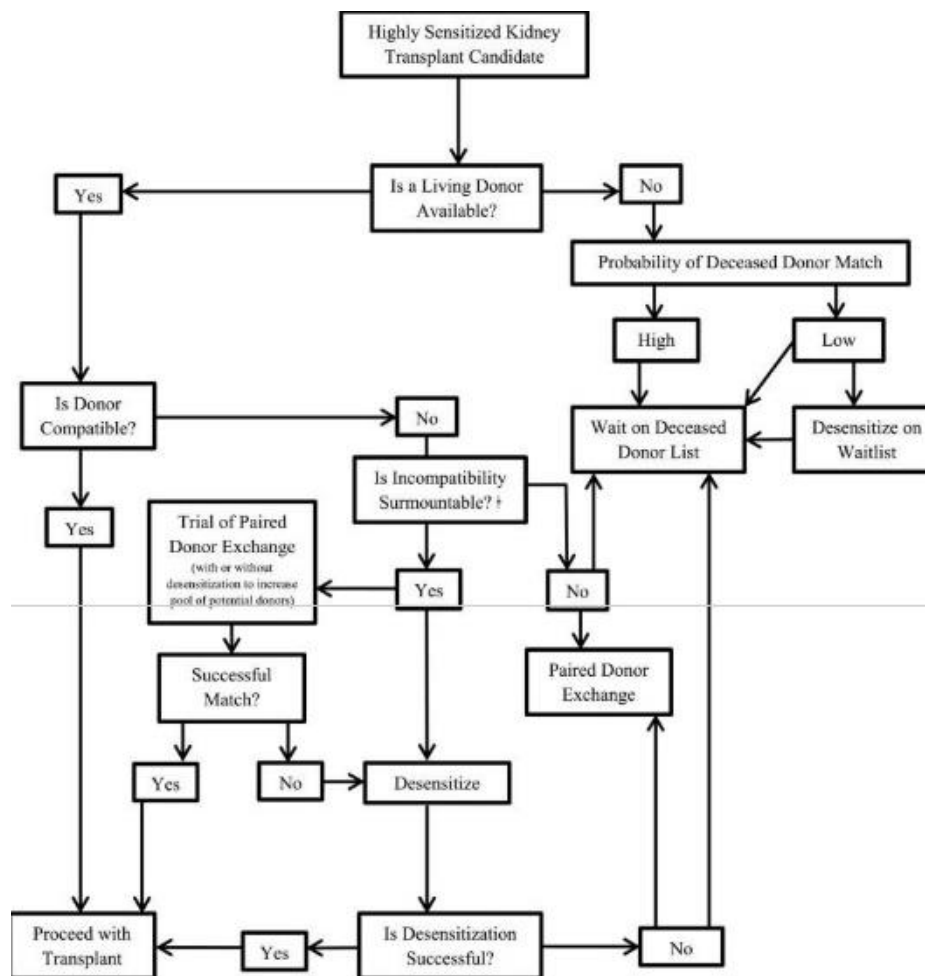 Highly Sensitized Kidney
Transplant Candidate
Is a Living Donor
Available?
Yes
No
Probability of Deceased Donor Match
High
Low
Is Donor
Compatible?
No
Wait on Deceased
Donor List
Desensitize on
Waitlist
Is Incompatibility
Surmountable? †
Yes
Trial of Paired
Donor Exchange
(with or without
desensitization to increase
pool of potential donors)
Yes
No
Successful
Match?
Paired Donor
Exchange
Yes
No
Desensitize
Proceed with
Transplant
Yes
Is Desensitization
Successful?
No